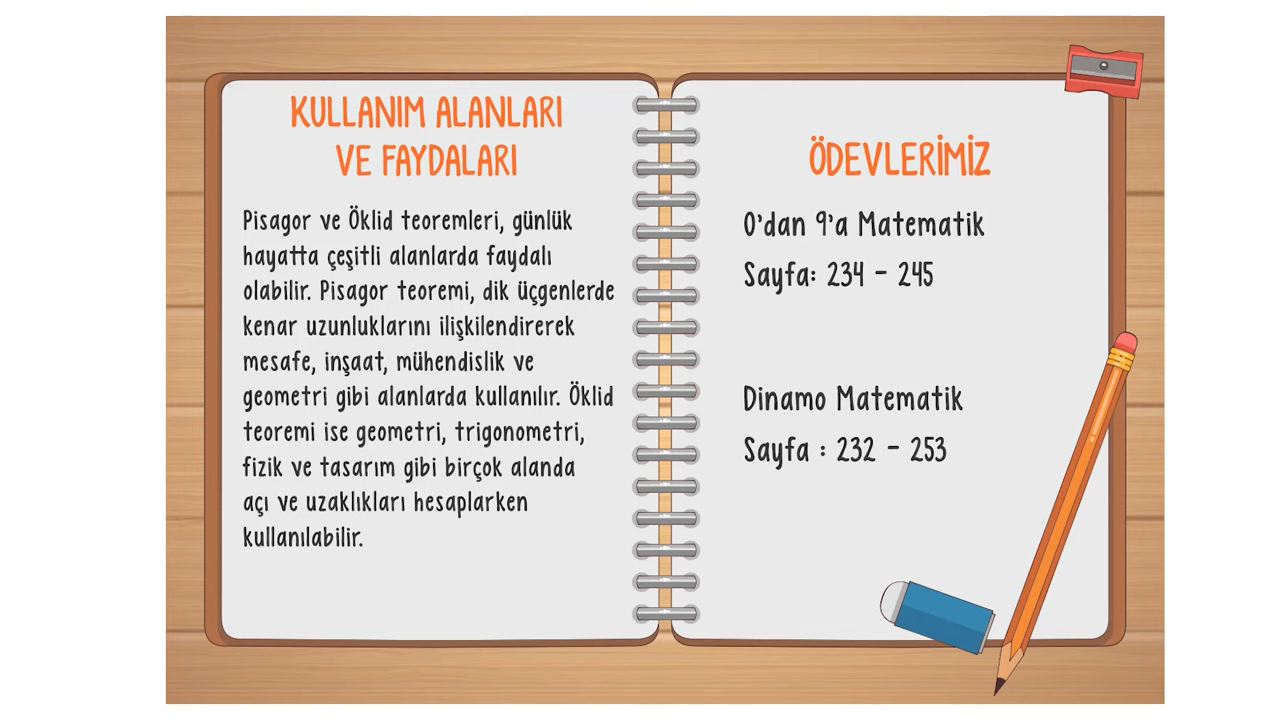 KULLANIM ALANLARI
VE FAYDALARI
Pisagor ve Öklid teoremleri, günlük
hayatta çeşitli alanlarda faydalı
olabilir. Pisagor teoremi, dik üçgenlerde
kenar uzunluklarını ilişkilendirerek
mesafe, inşaat, mühendislik ve
geometri gibi alanlarda kullanılır. Öklid
teoremi ise geometri, trigonometri,
fizik ve tasarım gibi birçok alanda
açı ve uzaklıkları hesaplarken
kullanılabilir.
ÖDEVLERİMİZ
0'dan 9'a Matematik
Sayfa: 234 - 245
Dinamo Matematik
Sayfa : 232 - 253